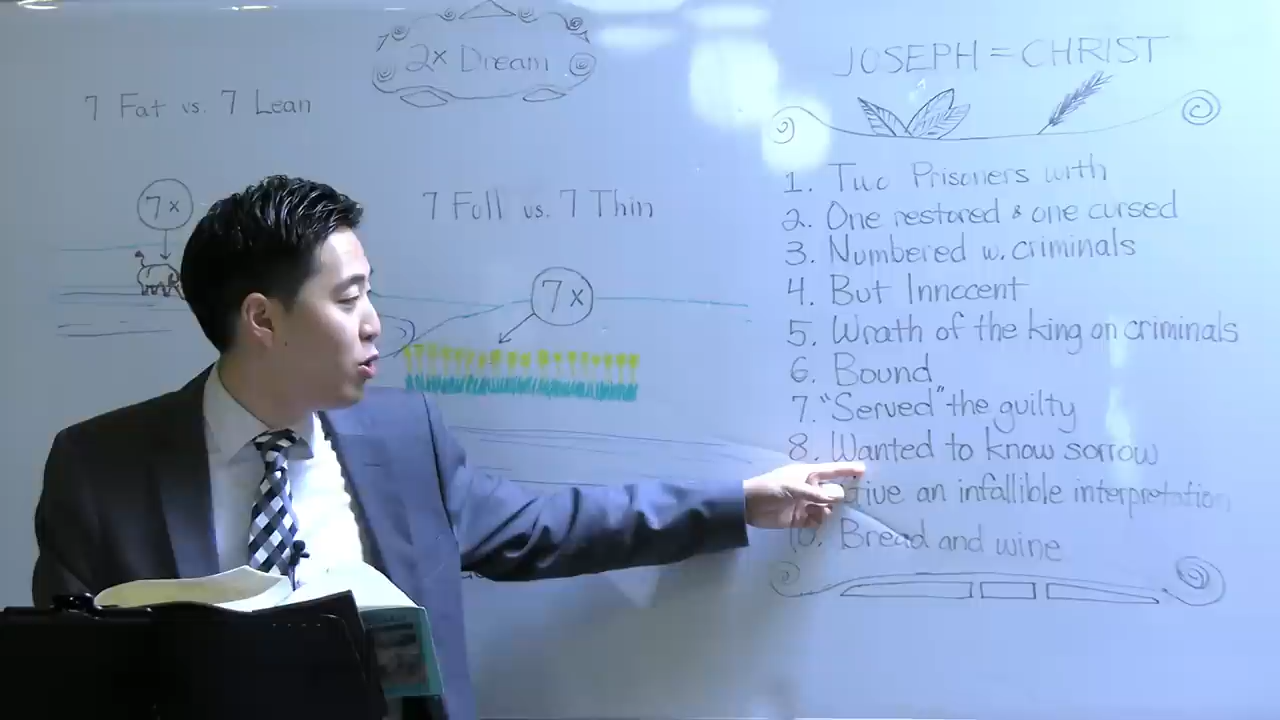 2x Dream
7 Fat vs. 7 Lean
7x
7 Full vs. 7 Thin
7x
JOSEPH = CHRIST
1. Two Prisoners with
2. One restored & one cursed
3. Numbered w. criminals
4. But Innocent
5. Wrath of the king on criminals
6. Bound
7. "Served" the guilty
8. Wanted to know sorrow
Give an infallible interpretation
10. Bread and wine